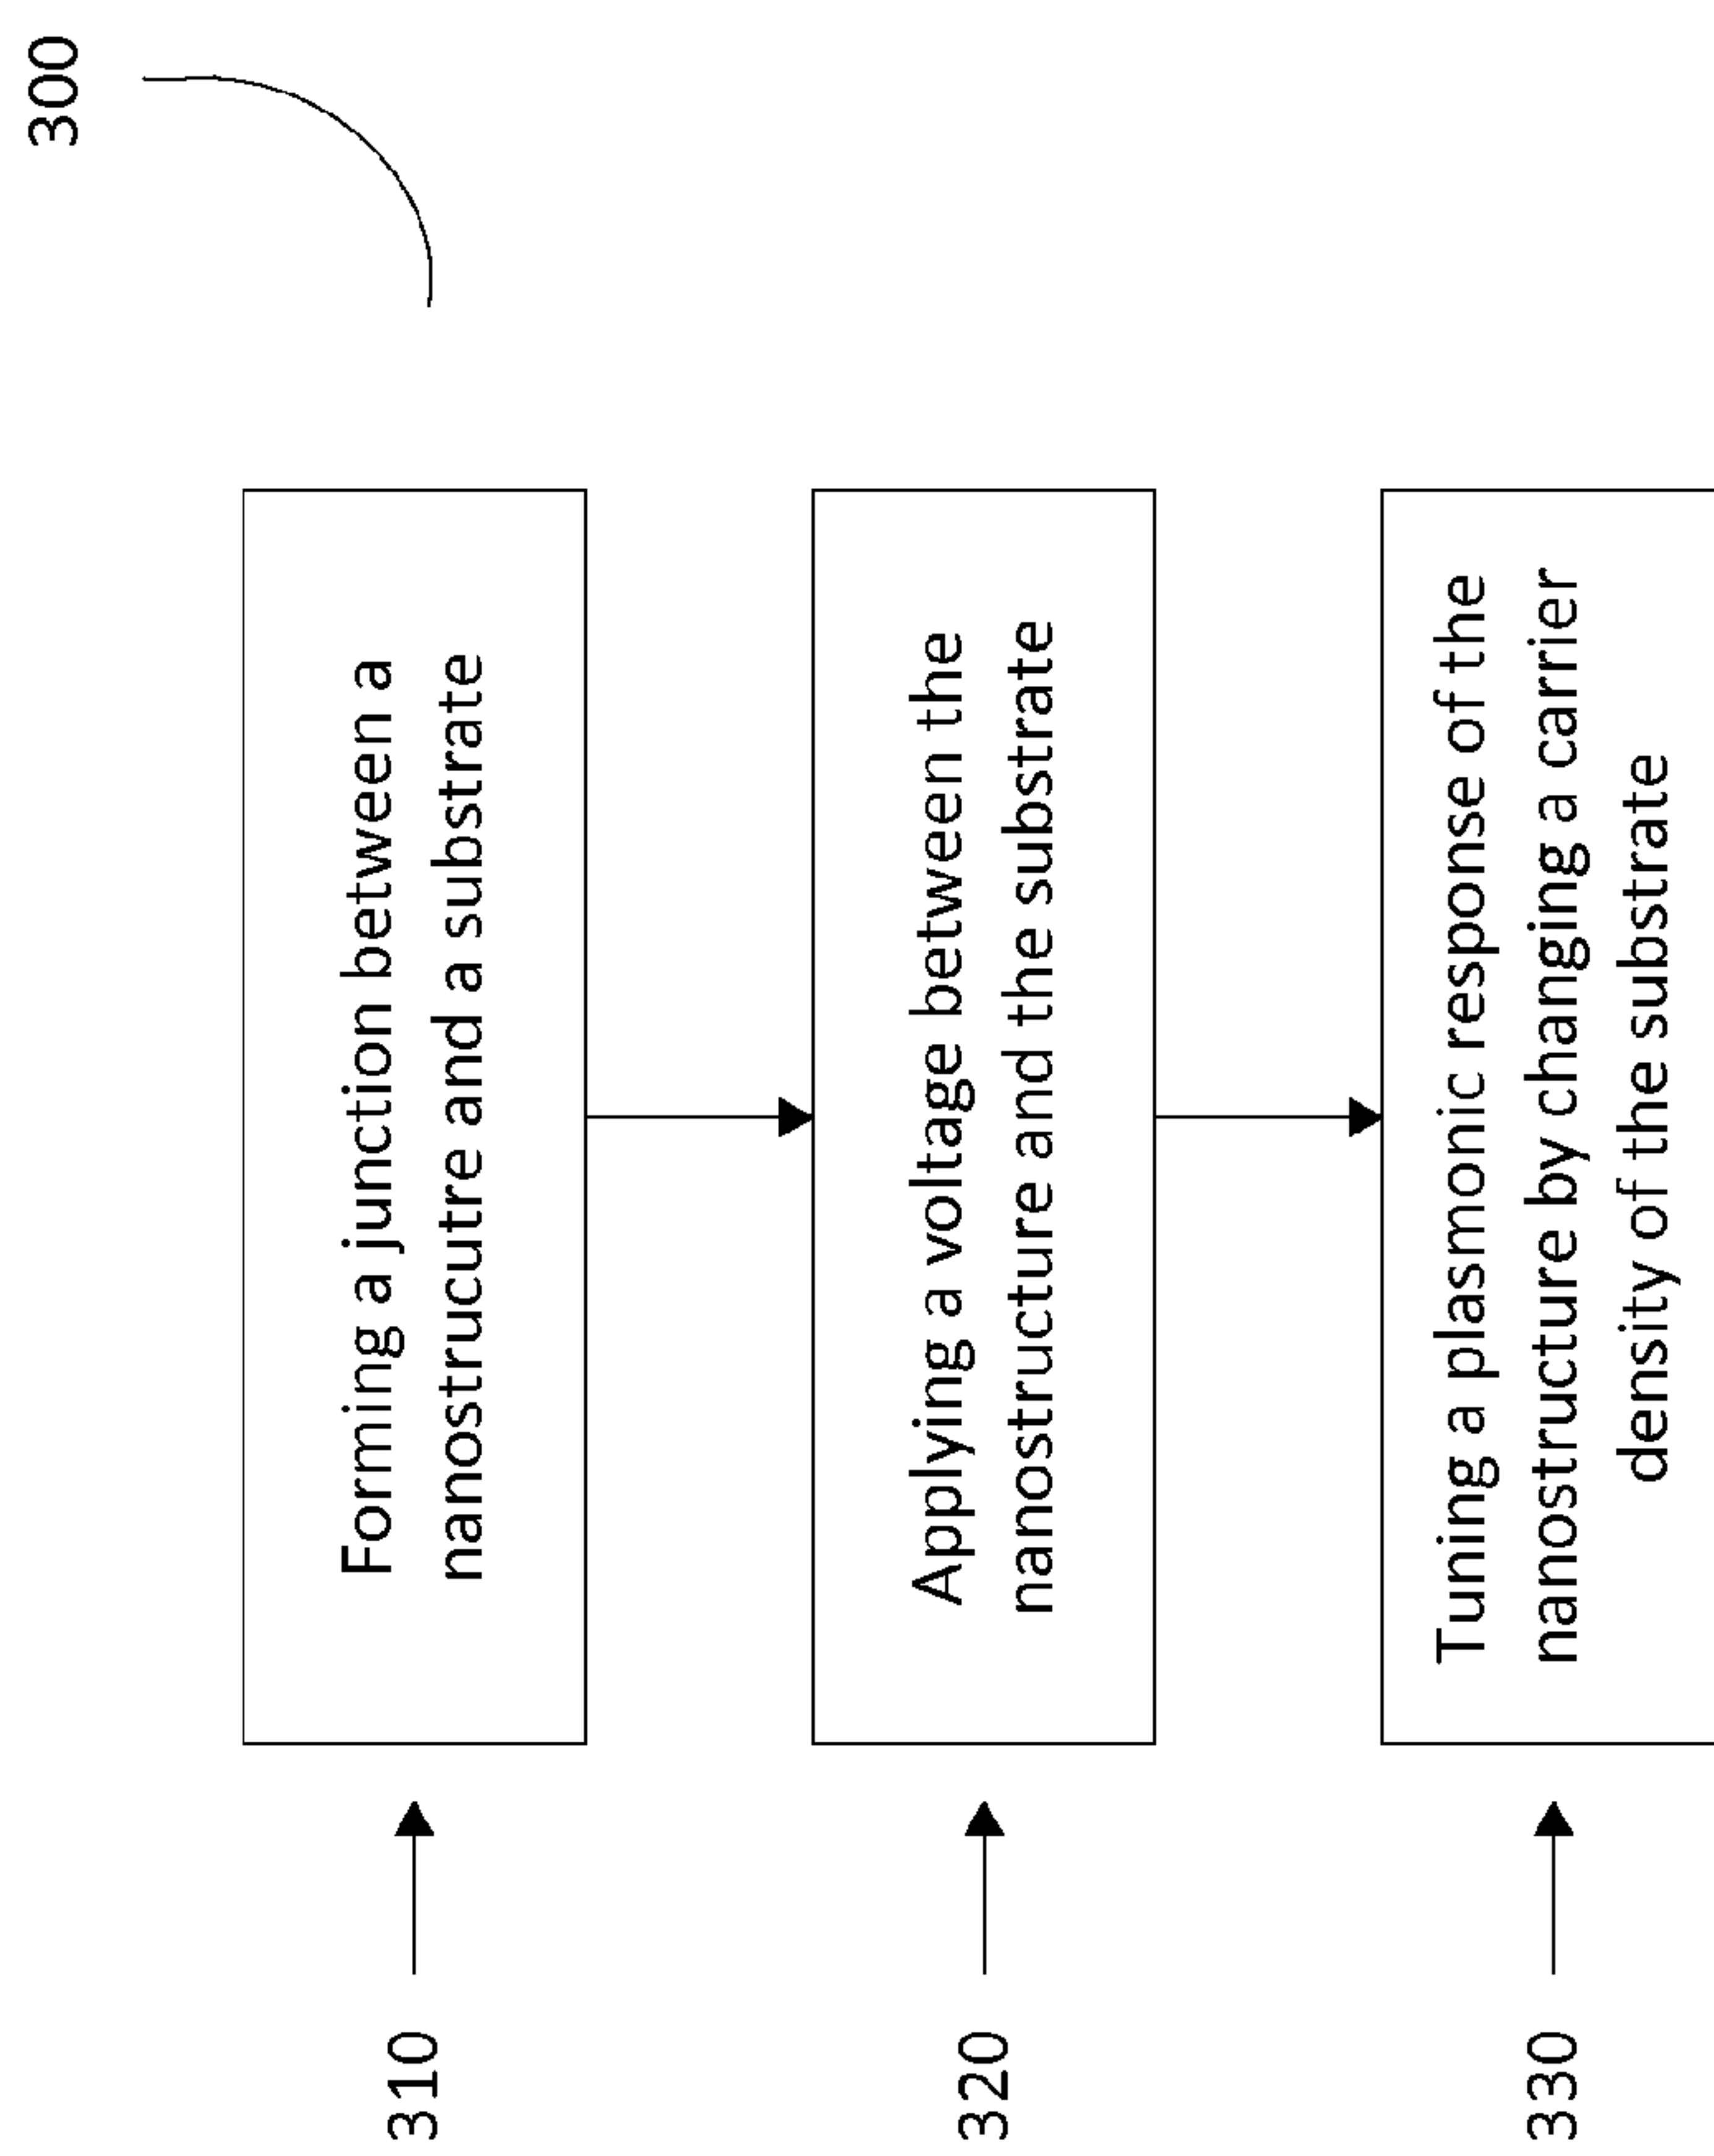 300
310
Forming a junction between a
nanostrucutre and a substrate
320
Applying a voltage between the
nanostructure and the substrate
330
Tuning a plasmonic response of the
nanostructure by changing a carrier
density of the substrate